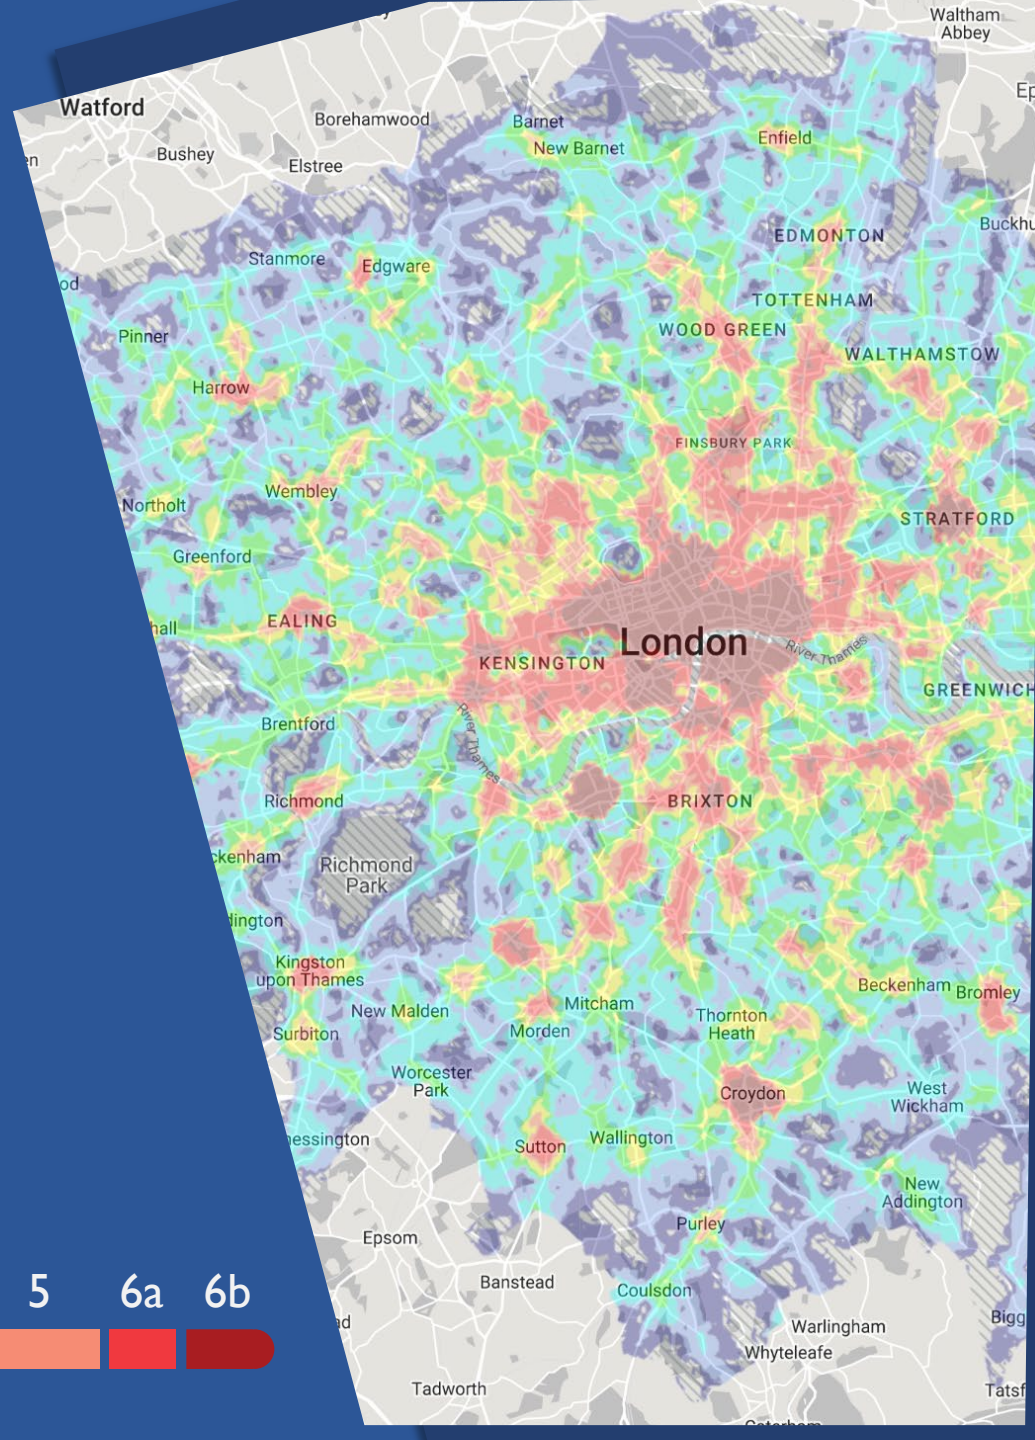 Waltham
Abbey
Watford
Borehamwood
Barnet
New Barnet
Enfield
Bushey
Elstree
EDMONTON
Stanmore
Edgware
TOTTENHAM
Pinner
WOOD GREEN
WALTHAMSTOW
Harrow
FINSBURY PARK
Wembley
Northolt
STRATFORD
Greenford
EALING
London
River Thames
KENSINGTON
GREENWICH
Brentford
River Thames
Richmond
BRIXTON
Richmond
Park
Kingston
upon Thames
Beckenham
Bromley
New Malden
Mitcham
Thornton
Heath
Surbiton
Morden
Worcester
Park
Croydon
West
Wickham
Sutton
Wallington
New
Addington
Purley
Epsom
Banstead
Coulsdon
5 6a 6b
Warlingham
Whyteleafe
Tadworth